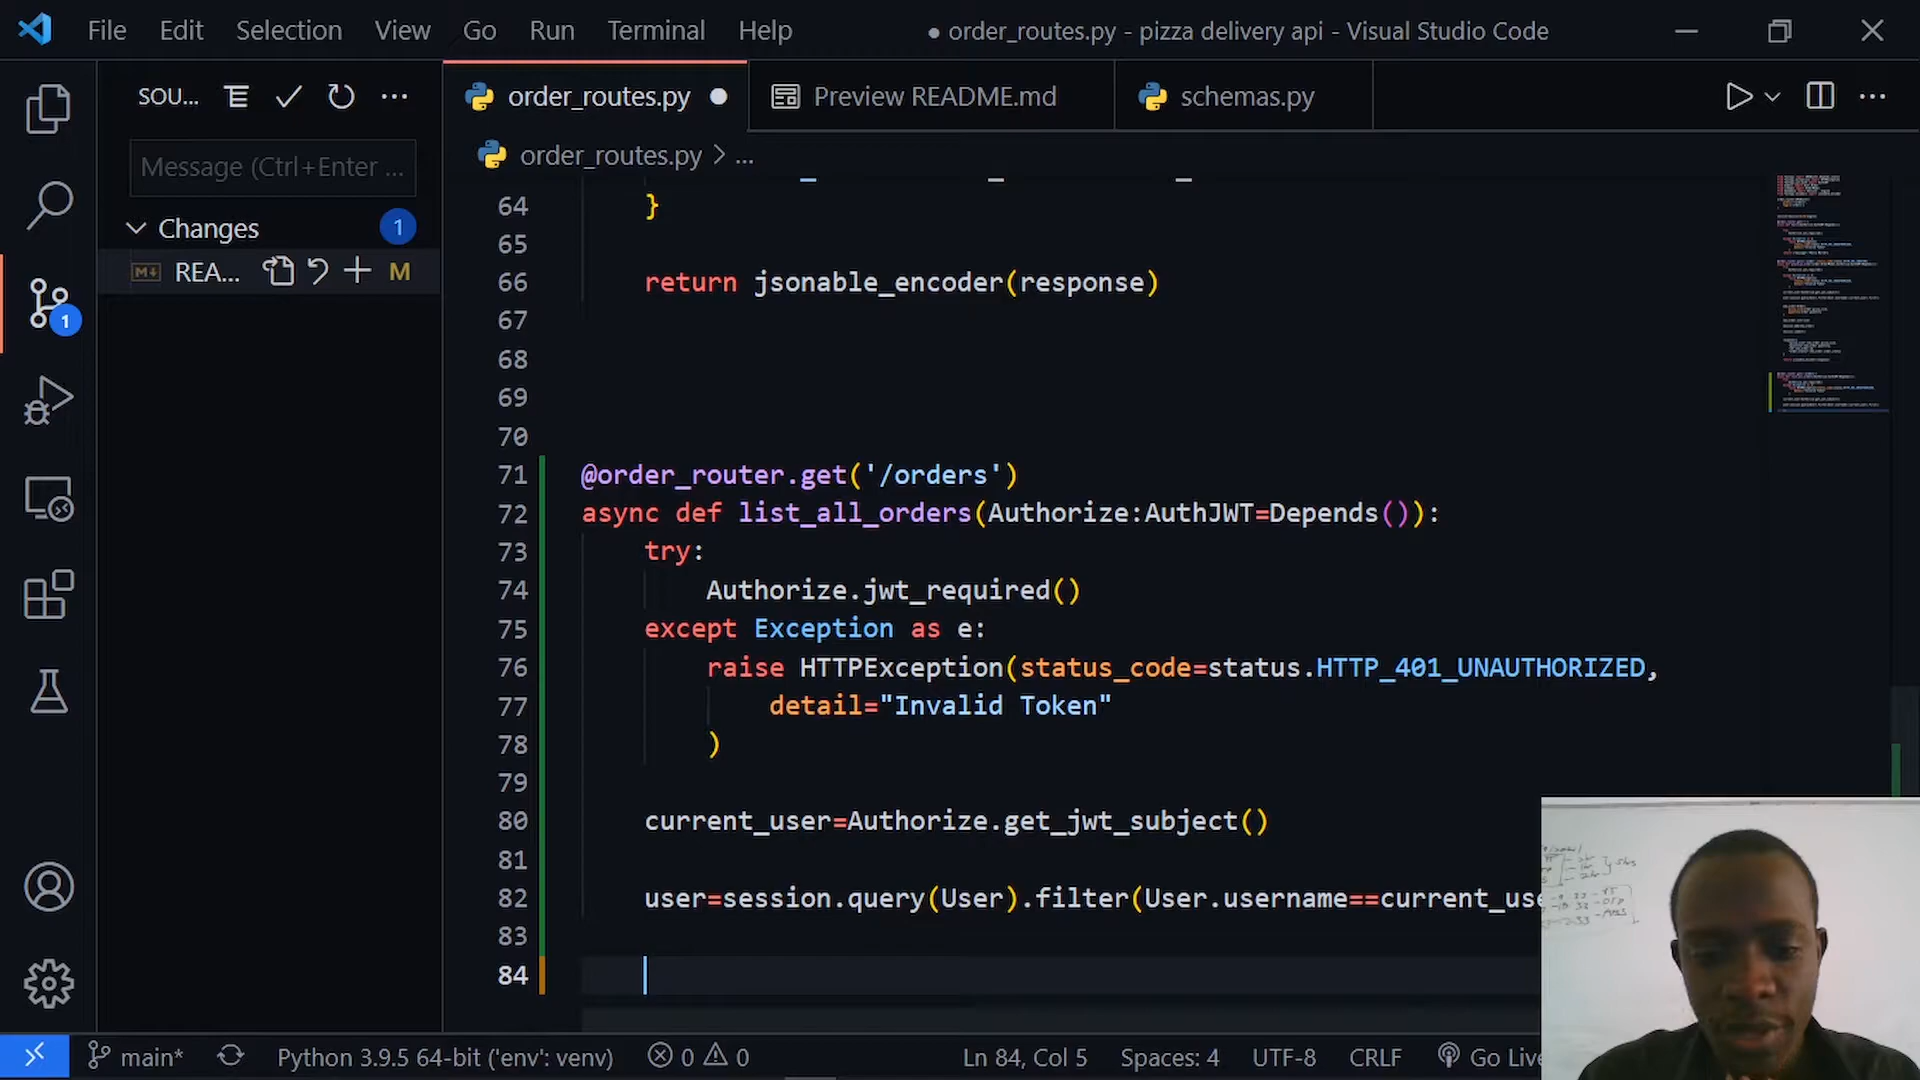 File Edit Selection View Go Run Terminal Help
● order_routes.py - pizza delivery api - Visual Studio Code
SOU...
order_routes.py
Preview README.md
schemas.py
Message (Ctrl+Enter ...
order_routes.py > ...
Changes 1
REA... M
1
64 }
65
66 return jsonable_encoder(response)
67
68
69
70
71 @order_router.get('/orders')
72 async def list_all_orders(Authorize:AuthJWT=Depends()):
73 try:
74 Authorize.jwt_required()
75 except Exception as e:
76 raise HTTPException(status_code=status.HTTP_401_UNAUTHORIZED,
77 detail="Invalid Token"
78 )
79
80 current_user=Authorize.get_jwt_subject()
81
82 user=session.query(User).filter(User.username==current_use
83
84
main* Python 3.9.5 64-bit ('env': venv) 0 0 Ln 84, Col 5 Spaces: 4 UTF-8 CRLF Go Live